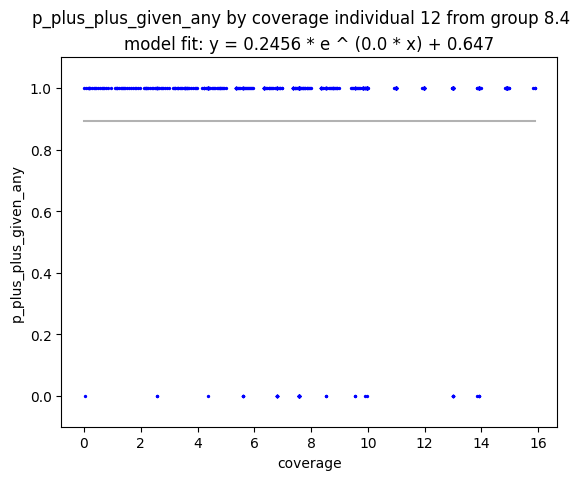 p_plus_plus_given_any by coverage individual 12 from group 8.4
model fit: y = 0.2456 * e ^ (0.0 * x) + 0.647
1.0
0.8
0.6
0.4
0.2
0.0
p_plus_plus_given_any
0 2 4 6 8 10 12 14 16
coverage